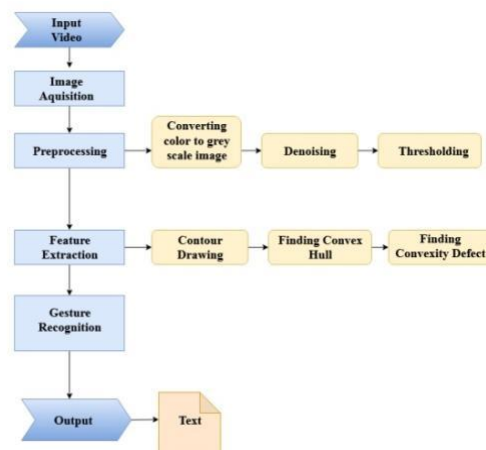 Input
Video
Image
Aquisition
Preprocessing
Converting
color to grey
scale image
Denoising
Thresholding
Feature
Extraction
Contour
Drawing
Finding Convex
Hull
Finding
Convexity Defect
Gesture
Recognition
Output
Text